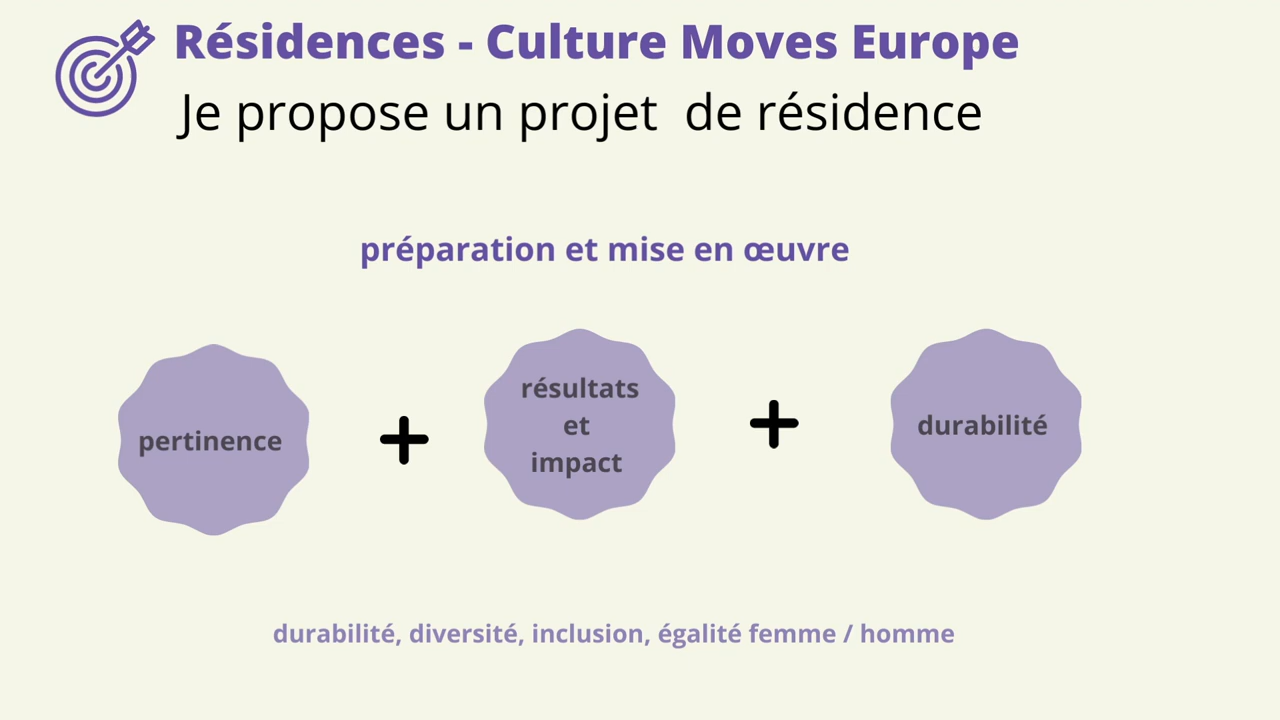 Résidences - Culture Moves Europe
Je propose un projet  de résidence
préparation et mise en œuvre
pertinence
résultats
et
impact
durabilité
durabilité, diversité, inclusion, égalité femme / homme